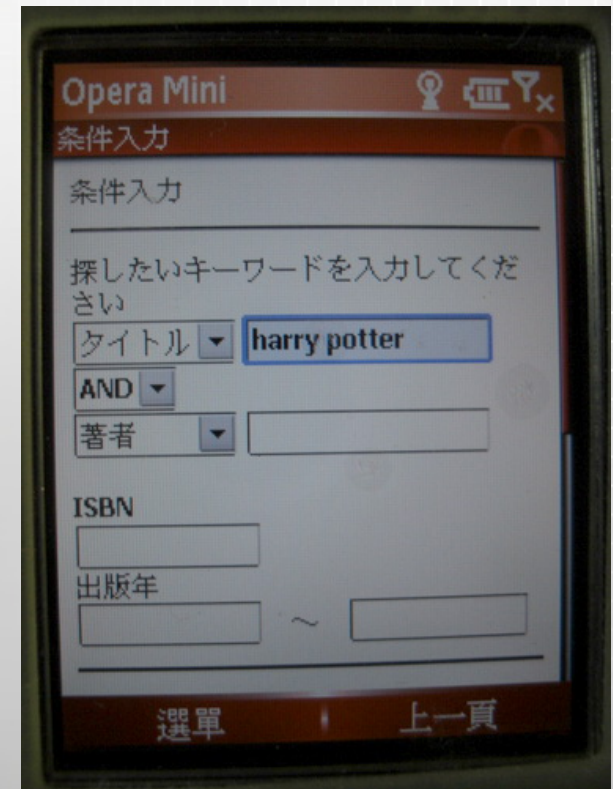 Opera Mini
条件入力
条件入力
探したいキーワードを入力してくだ
さい
タイトル harry potter
AND
著者
ISBN
出版年
～
選單 上一頁